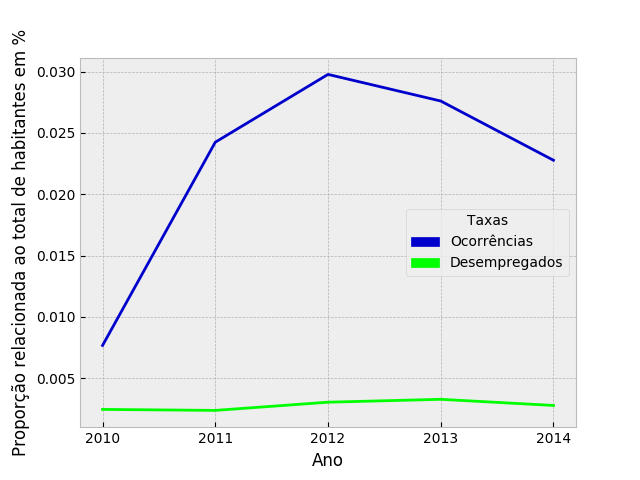 Proporção relacionada ao total de habitantes em %
0.030
0.025
0.020
0.015
0.010
0.005
Taxas
Ocorrências
Desempregados
2010 2011 2012 2013 2014
Ano